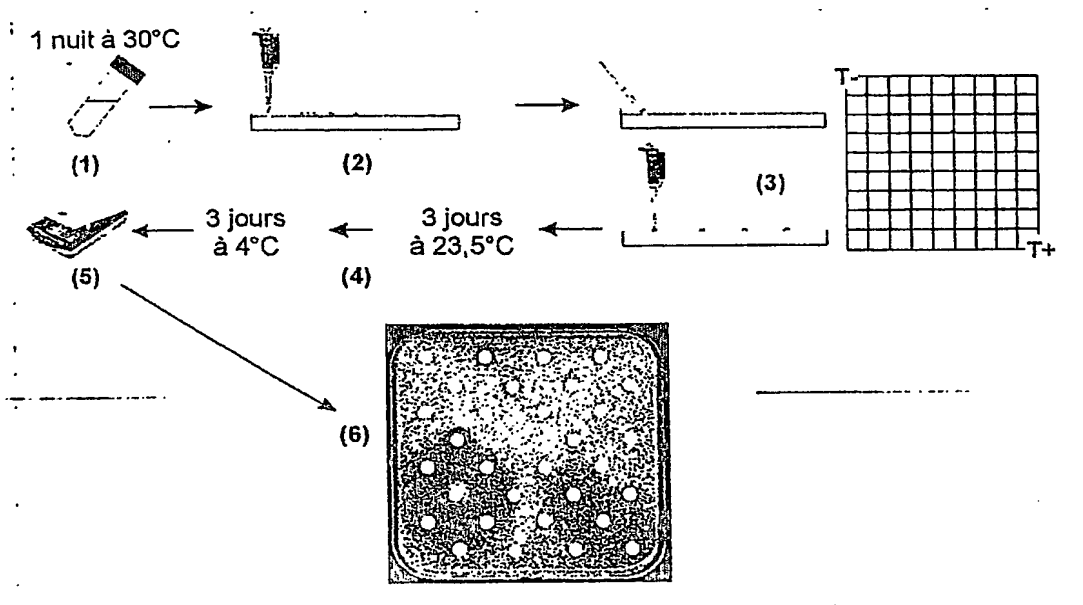 1 nuit à 30°C
(1)
(2)
(3)
T-
T+
3 jours
à 23,5°C
3 jours
à 4°C
(4)
(5)
(6)